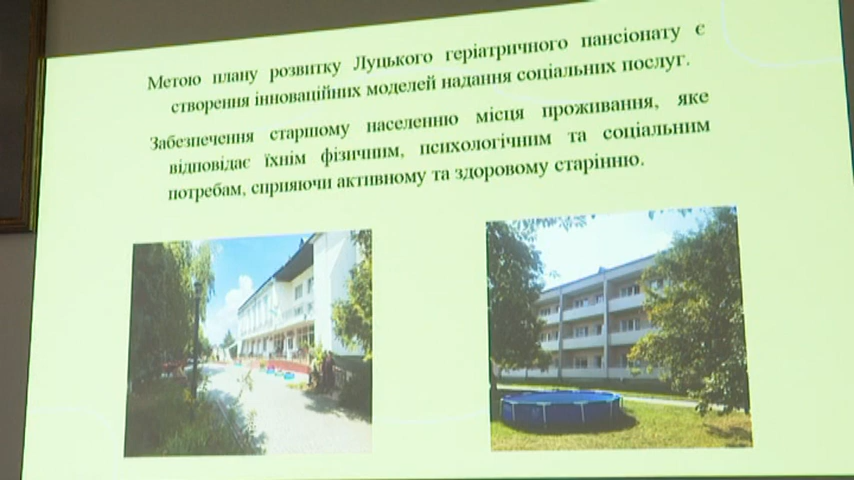 Метою плану розвитку Луцького геріатричного пансіонату є
створення інноваційних моделей надання соціальних послуг.
Забезпечення старшому населенню місця проживання, яке
відповідає їхнім фізичним, психологічним та соціальним
потребам, сприяючи активному та здоровому старінню.